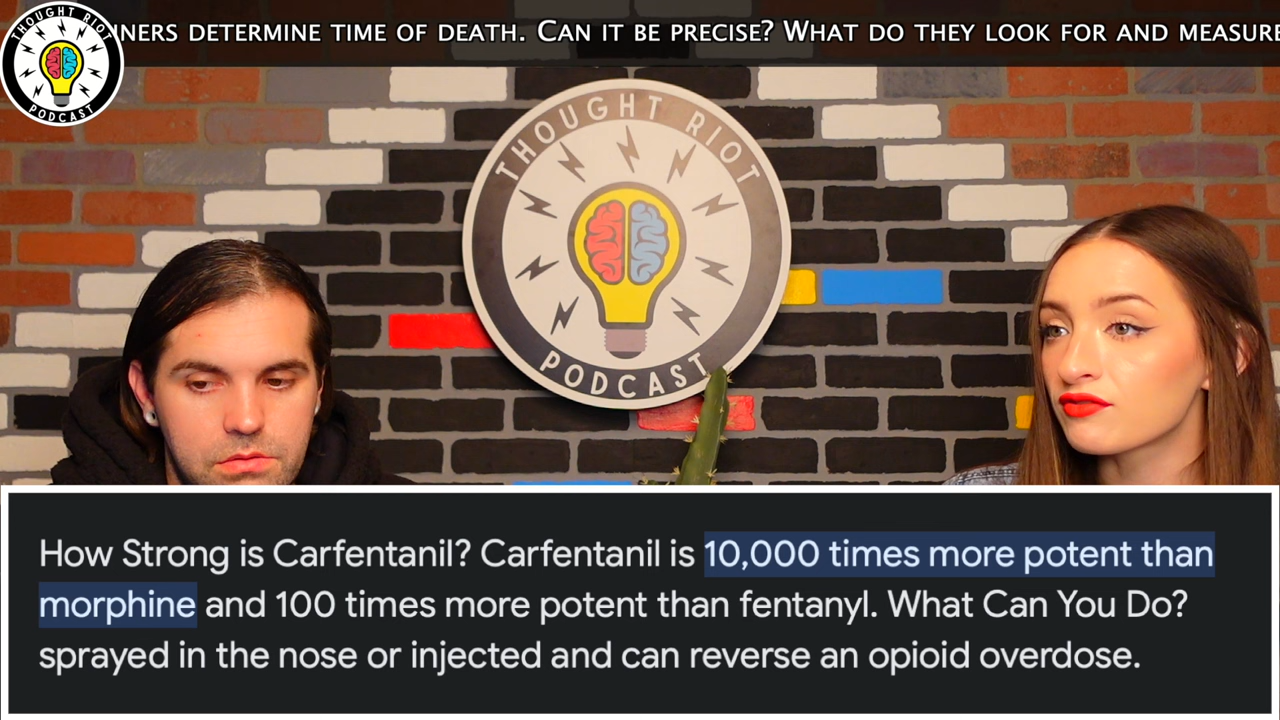 THOUGHT RIOT
PODCAST
DETERMINE TIME OF DEATH. CAN IT BE PRECISE? WHAT DO THEY LOOK FOR AND MEASURE
THOUGHT RIOT
PODCAST
How Strong is Carfentanil? Carfentanil is 10,000 times more potent than
morphine and 100 times more potent than fentanyl. What Can You Do?
sprayed in the nose or injected and can reverse an opioid overdose.